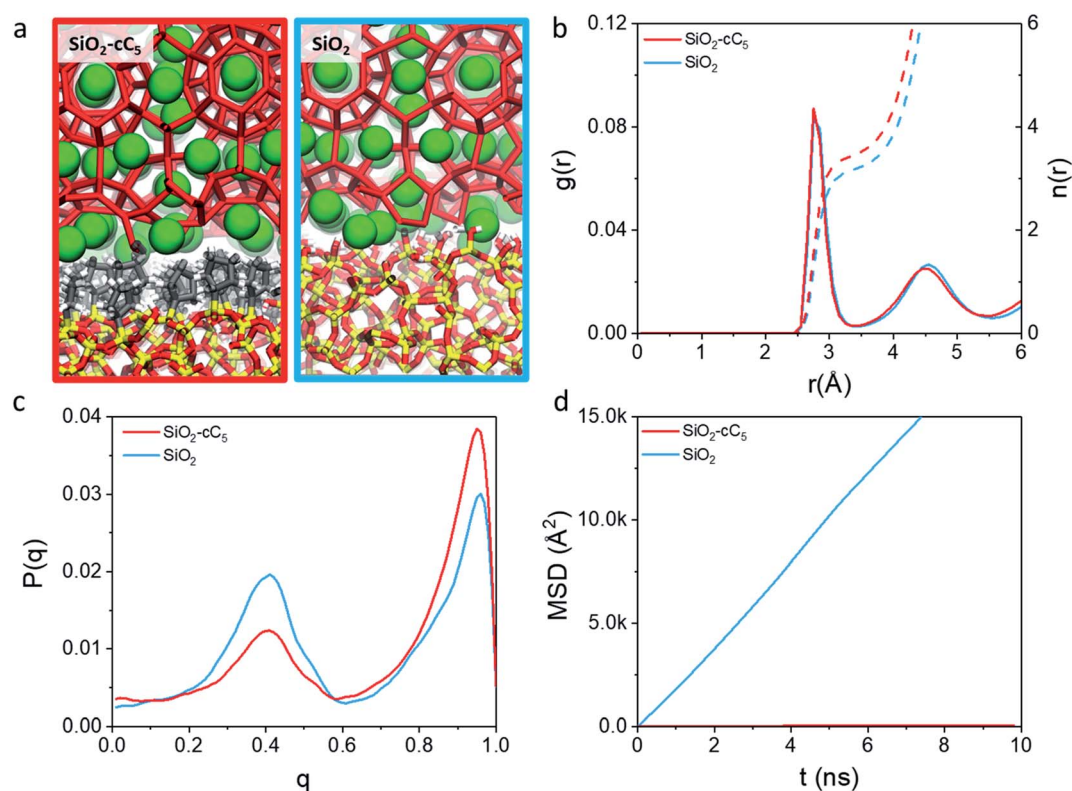 a
SiO₂-cC₅
SiO₂
b
SiO₂-cC₅
SiO₂
0.12
0.08
0.04
0.00
g(r)
6
4
2
0
n(r)
0 1 2 3 4 5 6
r(Å)
c
SiO₂-cC₅
SiO₂
0.04
0.03
0.02
0.01
0.00
P(q)
0.0 0.2 0.4 0.6 0.8 1.0
q
d
SiO₂-cC₅
SiO₂
15.0k
10.0k
5.0k
0.0
MSD (Å²)
0 2 4 6 8 10
t (ns)